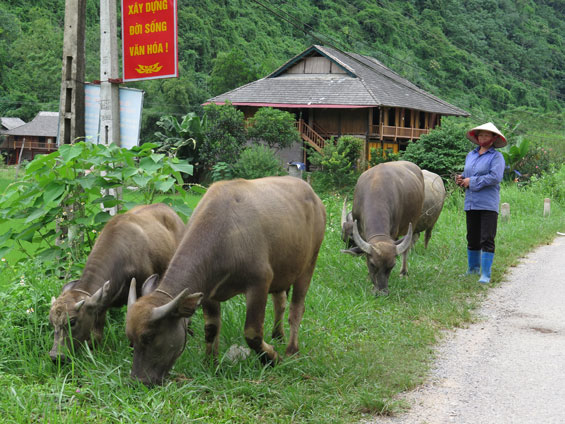 XÂY DỰNG
ĐỜI SỐNG
VĂN HÓA !